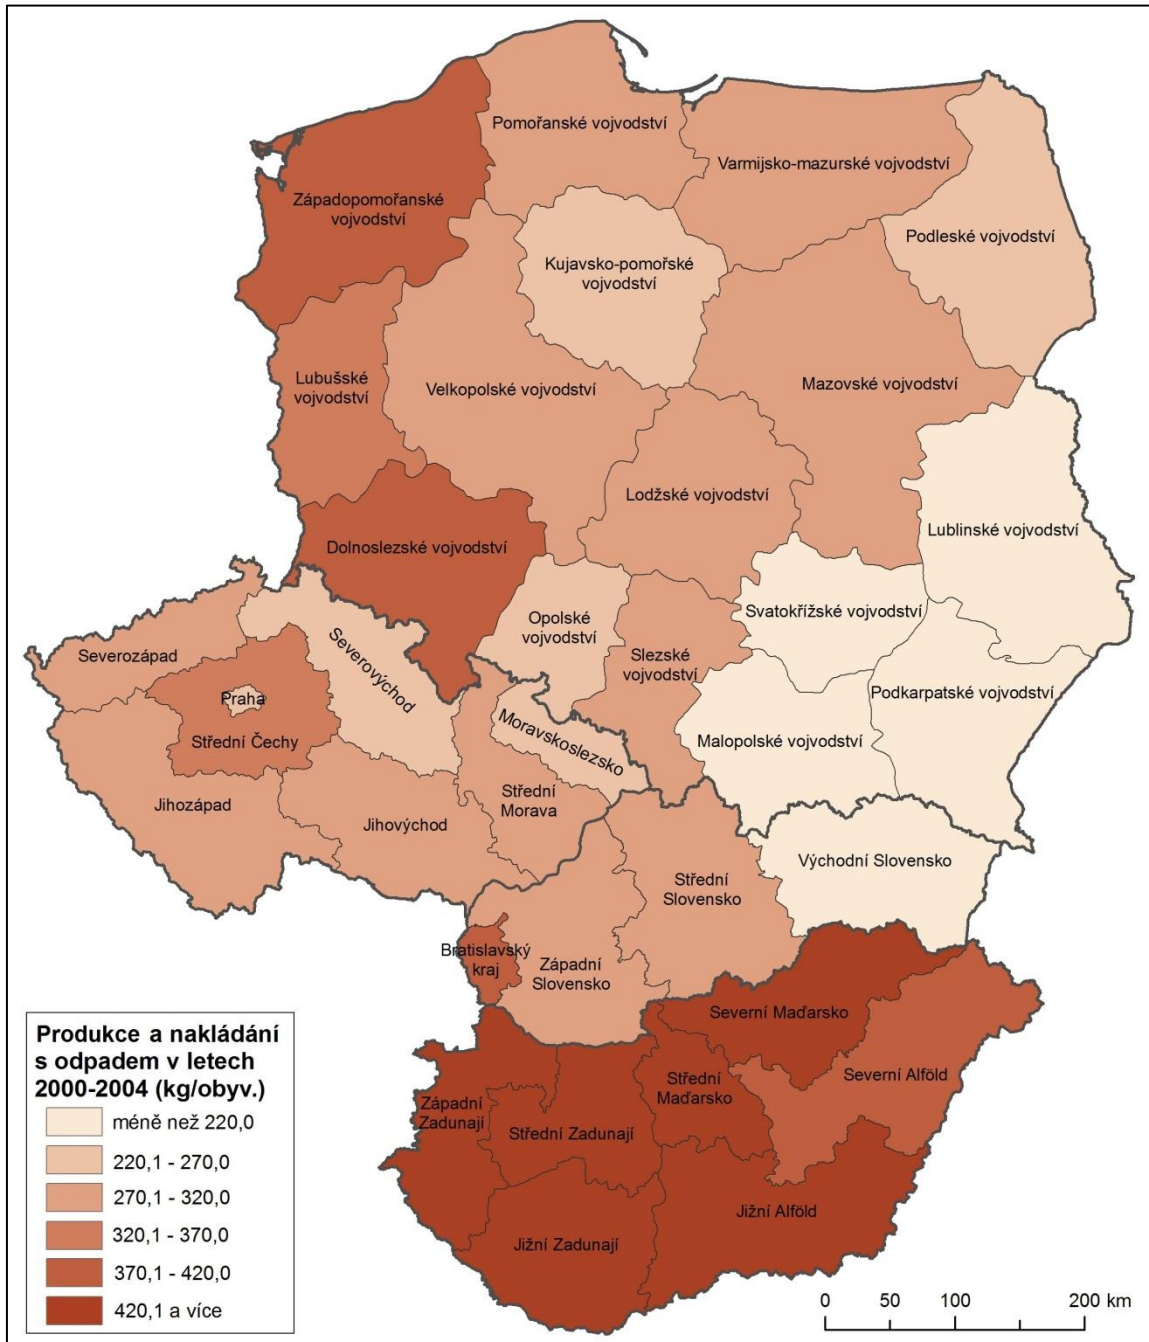 Pomořanské vojvodství
Varmijsko-mazurské vojvodství
Západopomořanské
vojvodství
Podleské vojvodství
Kujavsko-pomořské
vojvodství
Lubušské
vojvodství
Velkopolské vojvodství
Mazovské vojvodství
Lodžské vojvodství
Lublinské vojvodství
Dolnoslezské vojvodství
Svatokřížské vojvodství
Opolské
vojvodství
Slezské
vojvodství
Severozápad
Severovýchod
Praha
Podkarpatské vojvodství
Střední Čechy
Moravskoslezsko
Malopolské vojvodství
Jihozápad
Jihovýchod
Střední
Morava
Východní Slovensko
Střední
Slovensko
Bratislavský
kraj
Západní
Slovensko
Severní Maďarsko
Střední
Maďarsko
Severní Alföld
Západní
Zadunají
Střední Zadunají
Jižní Alföld
Jižní Zadunají
Produkce a nakládání
s odpadem v letech
2000-2004 (kg/obyv.)
méně než 220,0
220,1 - 270,0
270,1 - 320,0
320,1 - 370,0
370,1 - 420,0
420,1 a více
0 50 100 200 km